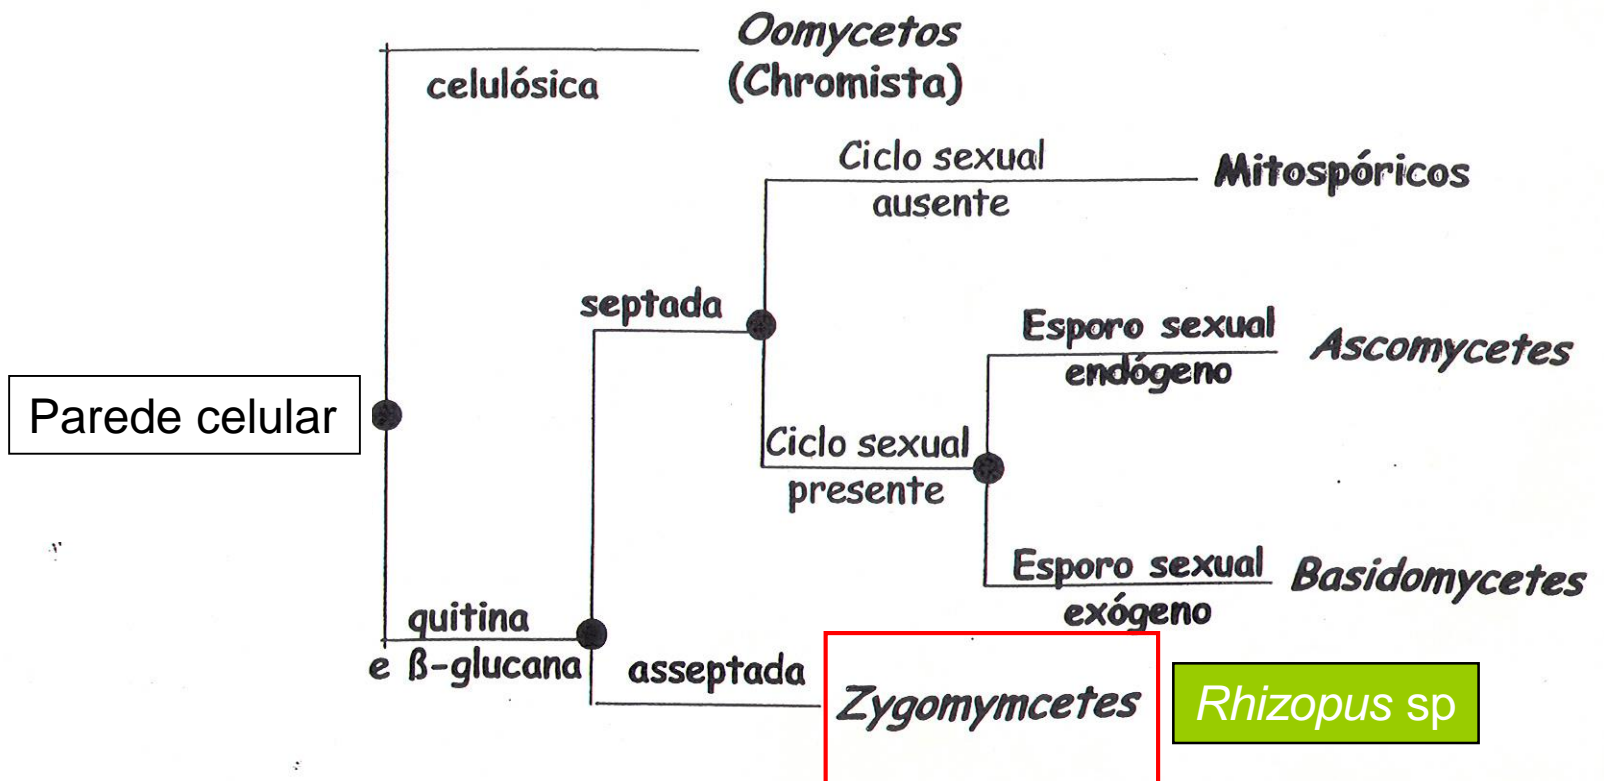 Oomycetos
(Chromista)
celulósica
Ciclo sexual
ausente
Mitospóricos
septada
Esporo sexual
endógeno
Ascomycetes
Parede celular
Ciclo sexual
presente
Esporo sexual
exógeno
Basidomycetes
quitina
e ß-glucana
asseptada
Zygomymcetes
Rhizopus sp